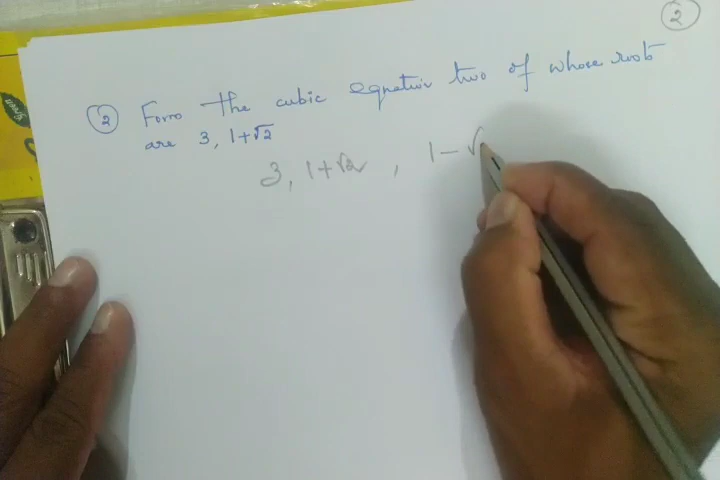 2
2 Form the cubic equation two of whose roots
are 3, 1+√2
3, 1+√2 , 1-√